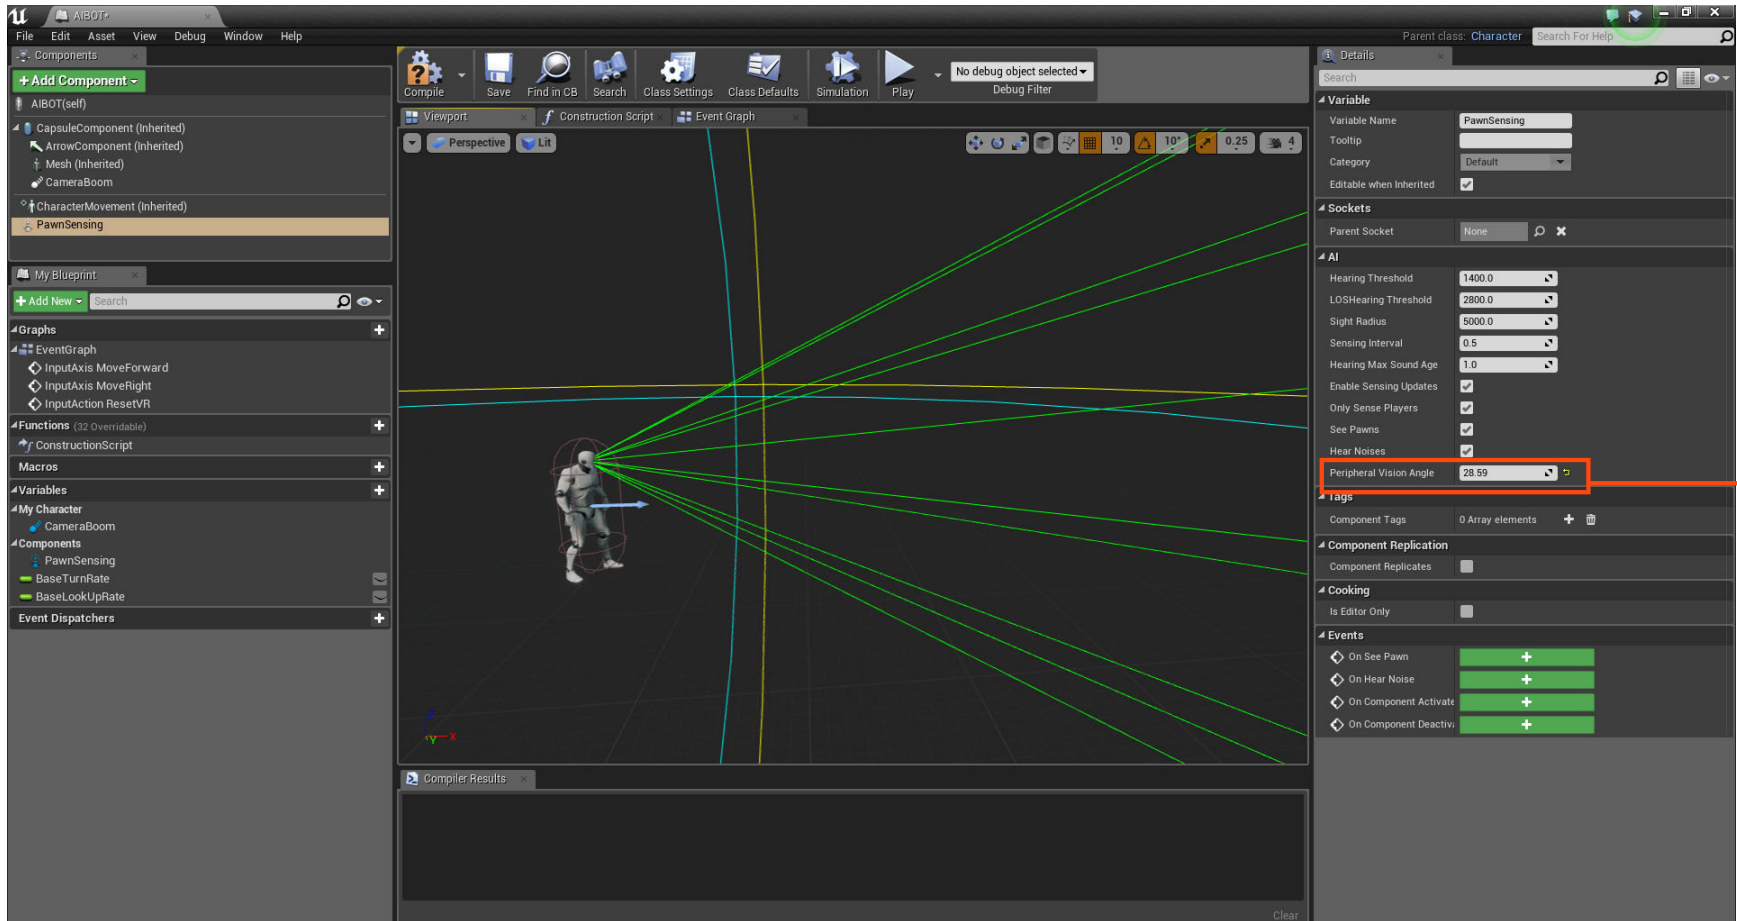 AIBOT*
File Edit Asset View Debug Window Help
Parent class: Character Search For Help
Components
+Add Component
AIBOT(self)
CapsuleComponent (Inherited)
ArrowComponent (Inherited)
Mesh (Inherited)
CameraBoom
CharacterMovement (Inherited)
PawnSensing
My Blueprint
+Add New Search
Graphs
EventGraph
InputAxis MoveForward
InputAxis MoveRight
InputAction ResetVR
Functions (32 Overridable)
ConstructionScript
Macros
Variables
My Character
CameraBoom
Components
PawnSensing
BaseTurnRate
BaseLookUpRate
Event Dispatchers
Compile Save Find in CB Search Class Settings Class Defaults Simulation Play
No debug object selected
Debug Filter
Viewport Construction Script Event Graph
Perspective Lit 10 10° 0.25 4
Z
Y X
Compiler Results
Clear
Details
Search
Variable
Variable Name PawnSensing
Tooltip
Category Default
Editable when Inherited
Sockets
Parent Socket None
AI
Hearing Threshold 1400.0
LOSHearing Threshold 2800.0
Sight Radius 5000.0
Sensing Interval 0.5
Hearing Max Sound Age 1.0
Enable Sensing Updates
Only Sense Players
See Pawns
Hear Noises
Peripheral Vision Angle 28.59
Tags
Component Tags 0 Array elements
Component Replication
Component Replicates
Cooking
Is Editor Only
Events
On See Pawn
On Hear Noise
On Component Activate
On Component Deactiv